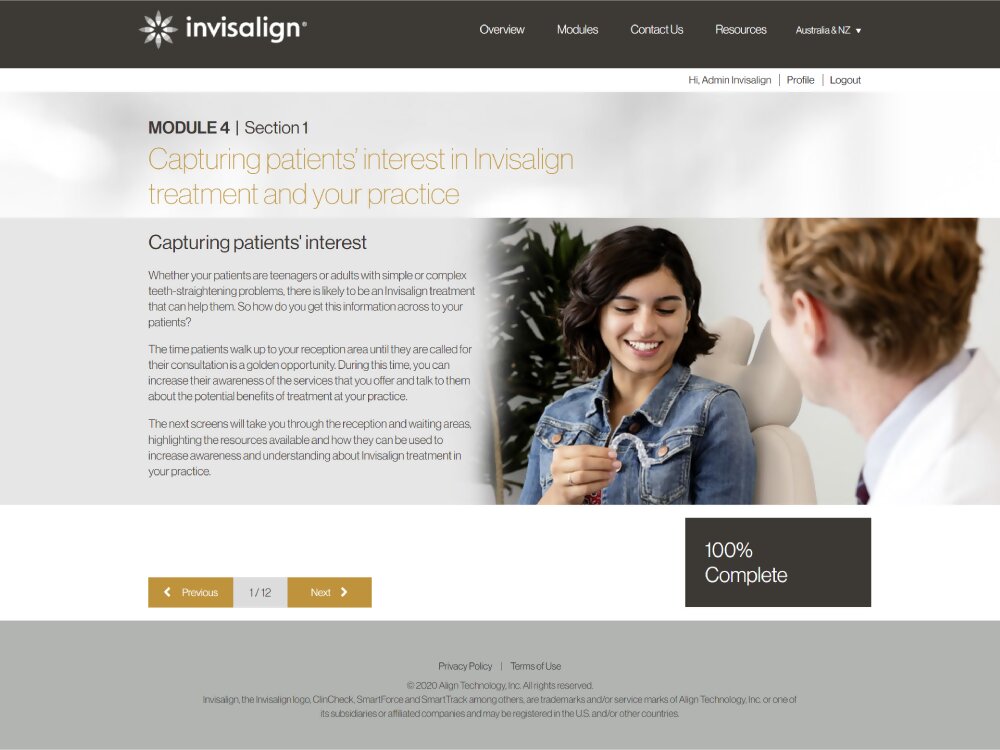 invisalign®
Overview Modules Contact Us Resources Australia & NZ
Hi, Admin Invisalign | Profile | Logout
MODULE 4 | Section 1
Capturing patients' interest in Invisalign
treatment and your practice
Capturing patients' interest
Whether your patients are teenagers or adults with simple or complex
teeth-straightening problems, there is likely to be an Invisalign treatment
that can help them. So how do you get this information across to your
patients?
The time patients walk up to your reception area until they are called for
their consultation is a golden opportunity. During this time, you can
increase their awareness of the services that you offer and talk to them
about the potential benefits of treatment at your practice.
The next screens will take you through the reception and waiting areas,
highlighting the resources available and how they can be used to
increase awareness and understanding about Invisalign treatment in
your practice.
100%
Complete
Previous 1 / 12 Next
Privacy Policy | Terms of Use
© 2020 Align Technology, Inc. All rights reserved.
Invisalign, the Invisalign logo, ClinCheck, SmartForce and SmartTrack among others, are trademarks and/or service marks of Align Technology, Inc. or one of
its subsidiaries or affiliated companies and may be registered in the U.S. and/or other countries.